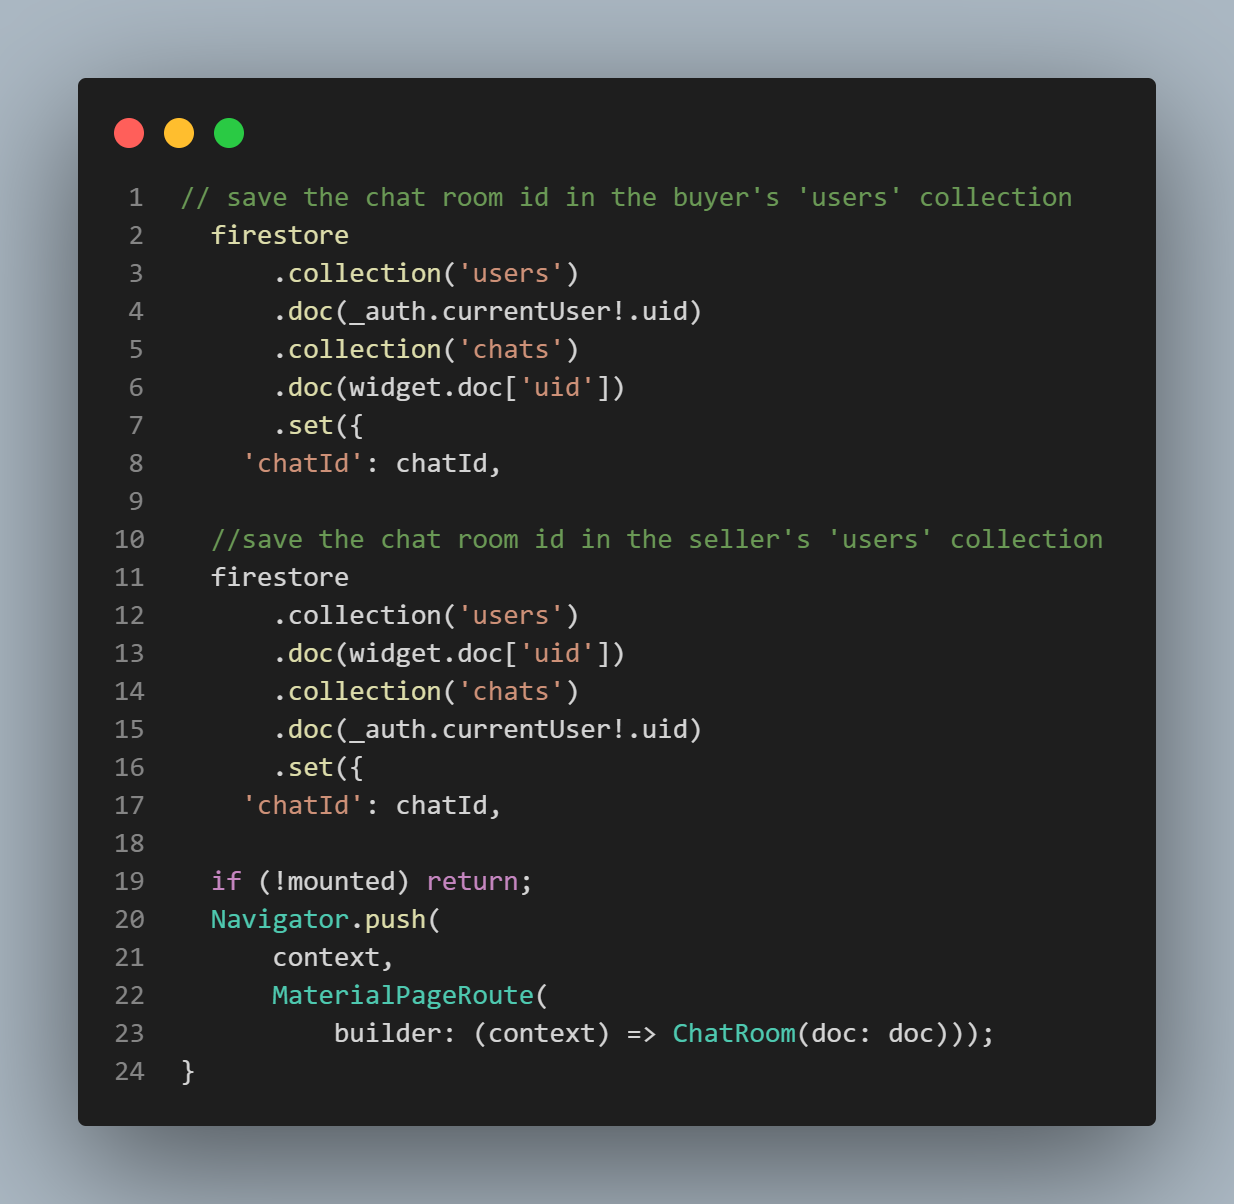 1 // save the chat room id in the buyer's 'users' collection
2   firestore
3       .collection('users')
4       .doc(_auth.currentUser!.uid)
5       .collection('chats')
6       .doc(widget.doc['uid'])
7       .set({
8     'chatId': chatId,
9
10   //save the chat room id in the seller's 'users' collection
11   firestore
12       .collection('users')
13       .doc(widget.doc['uid'])
14       .collection('chats')
15       .doc(_auth.currentUser!.uid)
16       .set({
17     'chatId': chatId,
18
19   if (!mounted) return;
20   Navigator.push(
21       context,
22       MaterialPageRoute(
23           builder: (context) => ChatRoom(doc: doc)));
24 }